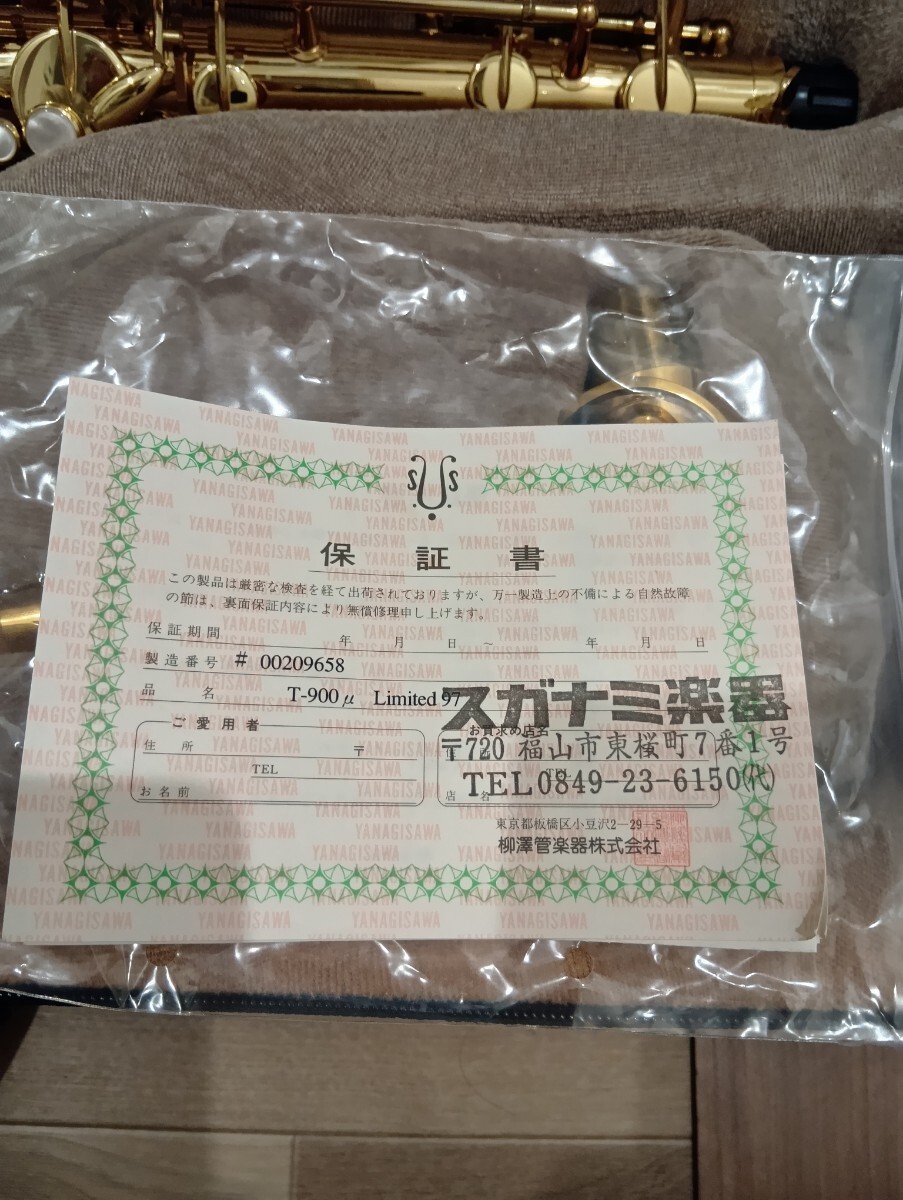 YANAGISAWA
S S
保証書
この製品は厳密な検査を経て出荷されておりますが、万一製造上の不備による自然故障
の節は、裏面保証内容により無償修理申し上げます。
保証期間 年 月 日 ～ 年 月 日
製造番号 # 00209658
品名 T-900μ Limited 97
スガナミ楽器
ご愛用者
お買求め店名
住所 〒
〒720 福山市東桜町7番1号
TEL
TEL0849-23-6150(代)
お名前
店名
東京都板橋区小豆沢2-29-5
柳澤管楽器株式会社